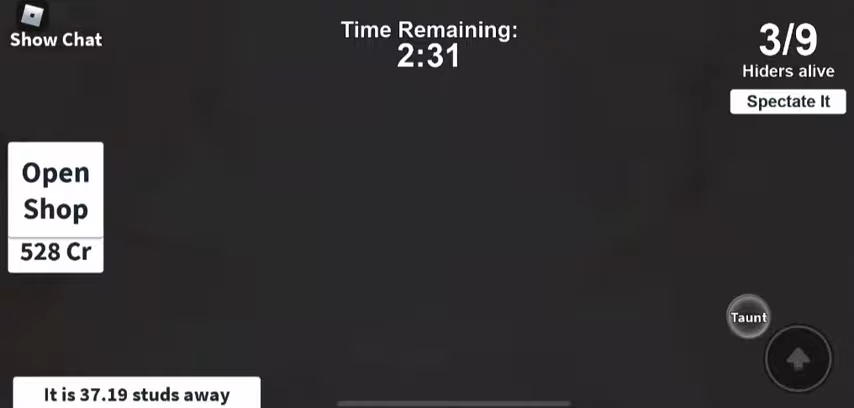 Show Chat
Time Remaining:
2:31
3/9
Hiders alive
Spectate It
Open
Shop
528 Cr
Taunt
It is 37.19 studs away